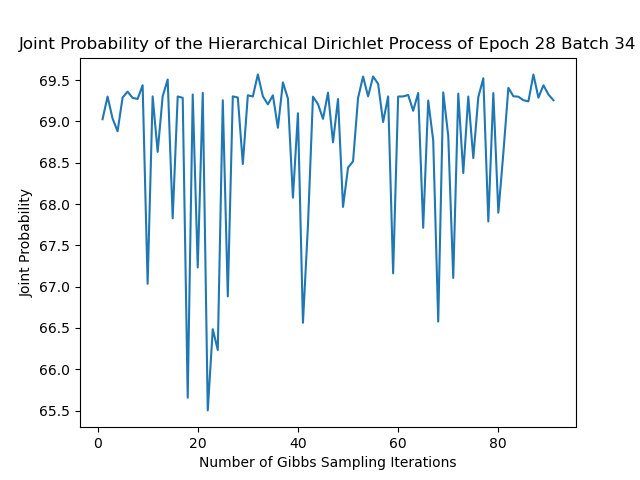 Joint Probability of the Hierarchical Dirichlet Process of Epoch 28 Batch 34
69.5
69.0
68.5
68.0
67.5
67.0
66.5
66.0
65.5
Joint Probability
0 20 40 60 80
Number of Gibbs Sampling Iterations